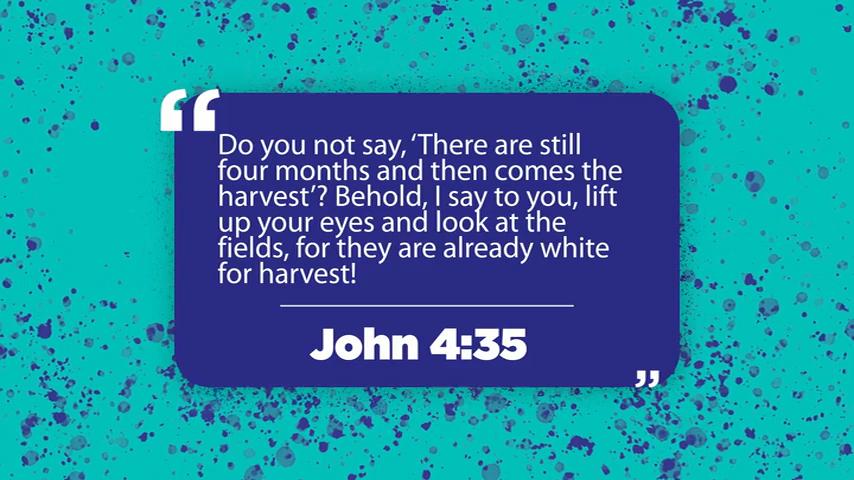 “
Do you not say, ‘There are still
four months and then comes the
harvest’? Behold, I say to you, lift
up your eyes and look at the
fields, for they are already white
for harvest!
John 4:35
”